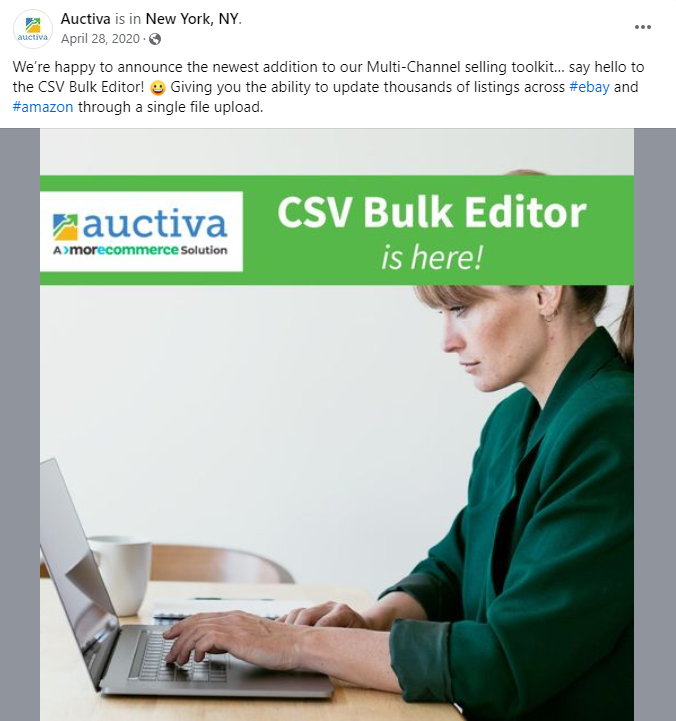 Auctiva is in New York, NY.
April 28, 2020 ·
We're happy to announce the newest addition to our Multi-Channel selling toolkit... say hello to
the CSV Bulk Editor! 😀 Giving you the ability to update thousands of listings across #ebay and
#amazon through a single file upload.
auctiva
auctiva
A >morecommerce Solution
CSV Bulk Editor
is here!